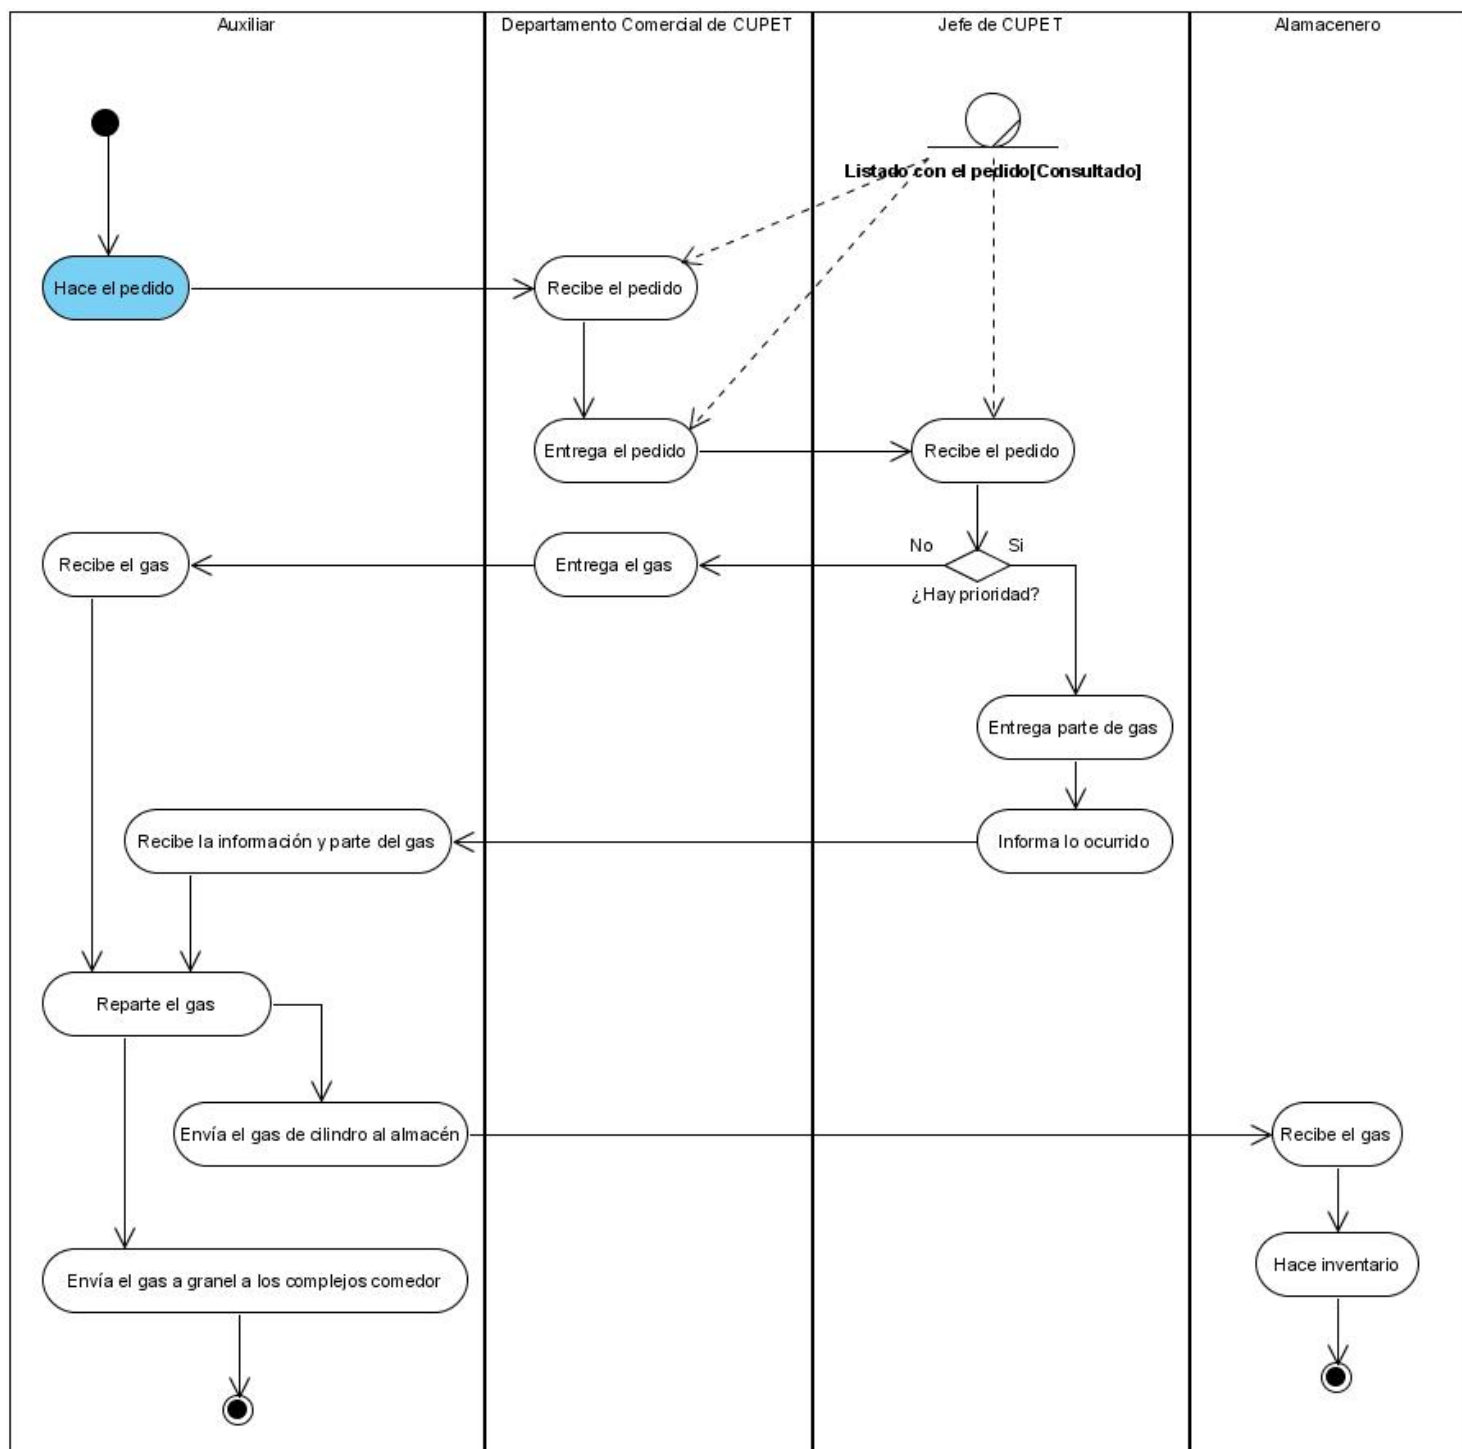 Auxiliar
Departamento Comercial de CUPET
Jefe de CUPET
Alamacenero
Listado con el pedido[Consultado]
Hace el pedido
Recibe el pedido
Entrega el pedido
Recibe el pedido
Recibe el gas
Entrega el gas
No
Si
¿Hay prioridad?
Entrega parte de gas
Recibe la información y parte del gas
Informa lo ocurrido
Reparte el gas
Envía el gas de cilindro al almacén
Recibe el gas
Envía el gas a granel a los complejos comedor
Hace inventario